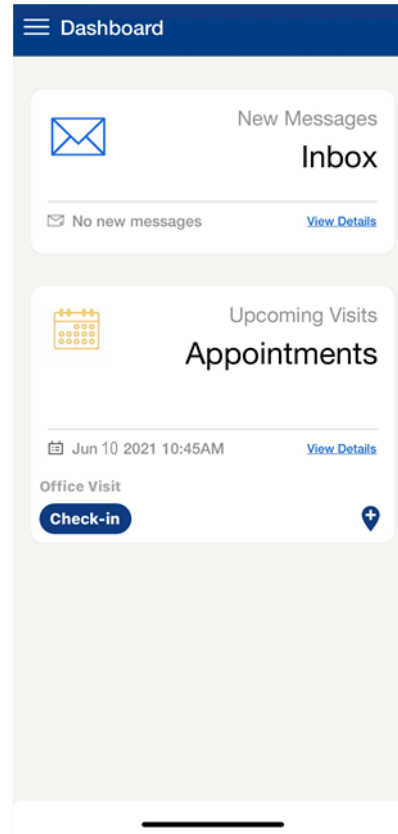 Dashboard
New Messages
Inbox
No new messages
View Details
Upcoming Visits
Appointments
Jun 10 2021 10:45AM
View Details
Office Visit
Check-in